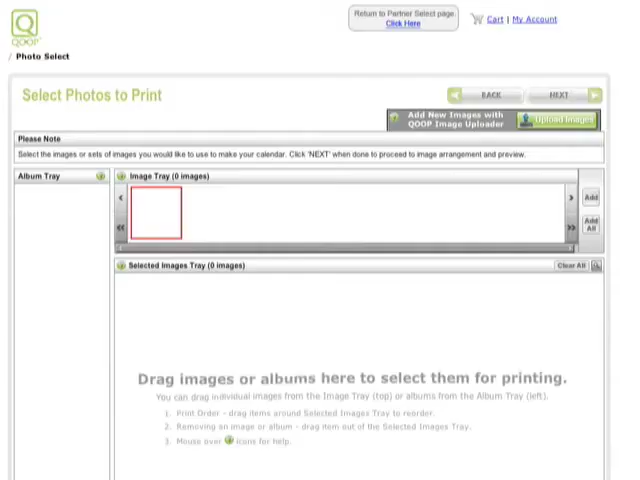 Return to Partner Select page.
Click Here
Cart | My Account
QOOP
/ Photo Select
Select Photos to Print
BACK
NEXT
Add New Images with
QOOP Image Uploader
Upload Images
Please Note
Select the images or sets of images you would like to use to make your calendar. Click 'NEXT' when done to proceed to image arrangement and preview.
Album Tray
Image Tray (0 images)
Add
Add
All
Selected Images Tray (0 images)
Clear All
Drag images or albums here to select them for printing.
You can drag individual images from the Image Tray (top) or albums from the Album Tray (left).
1. Print Order - drag items around Selected Images Tray to reorder.
2. Removing an image or album - drag item out of the Selected Images Tray.
3. Mouse over icons for help.